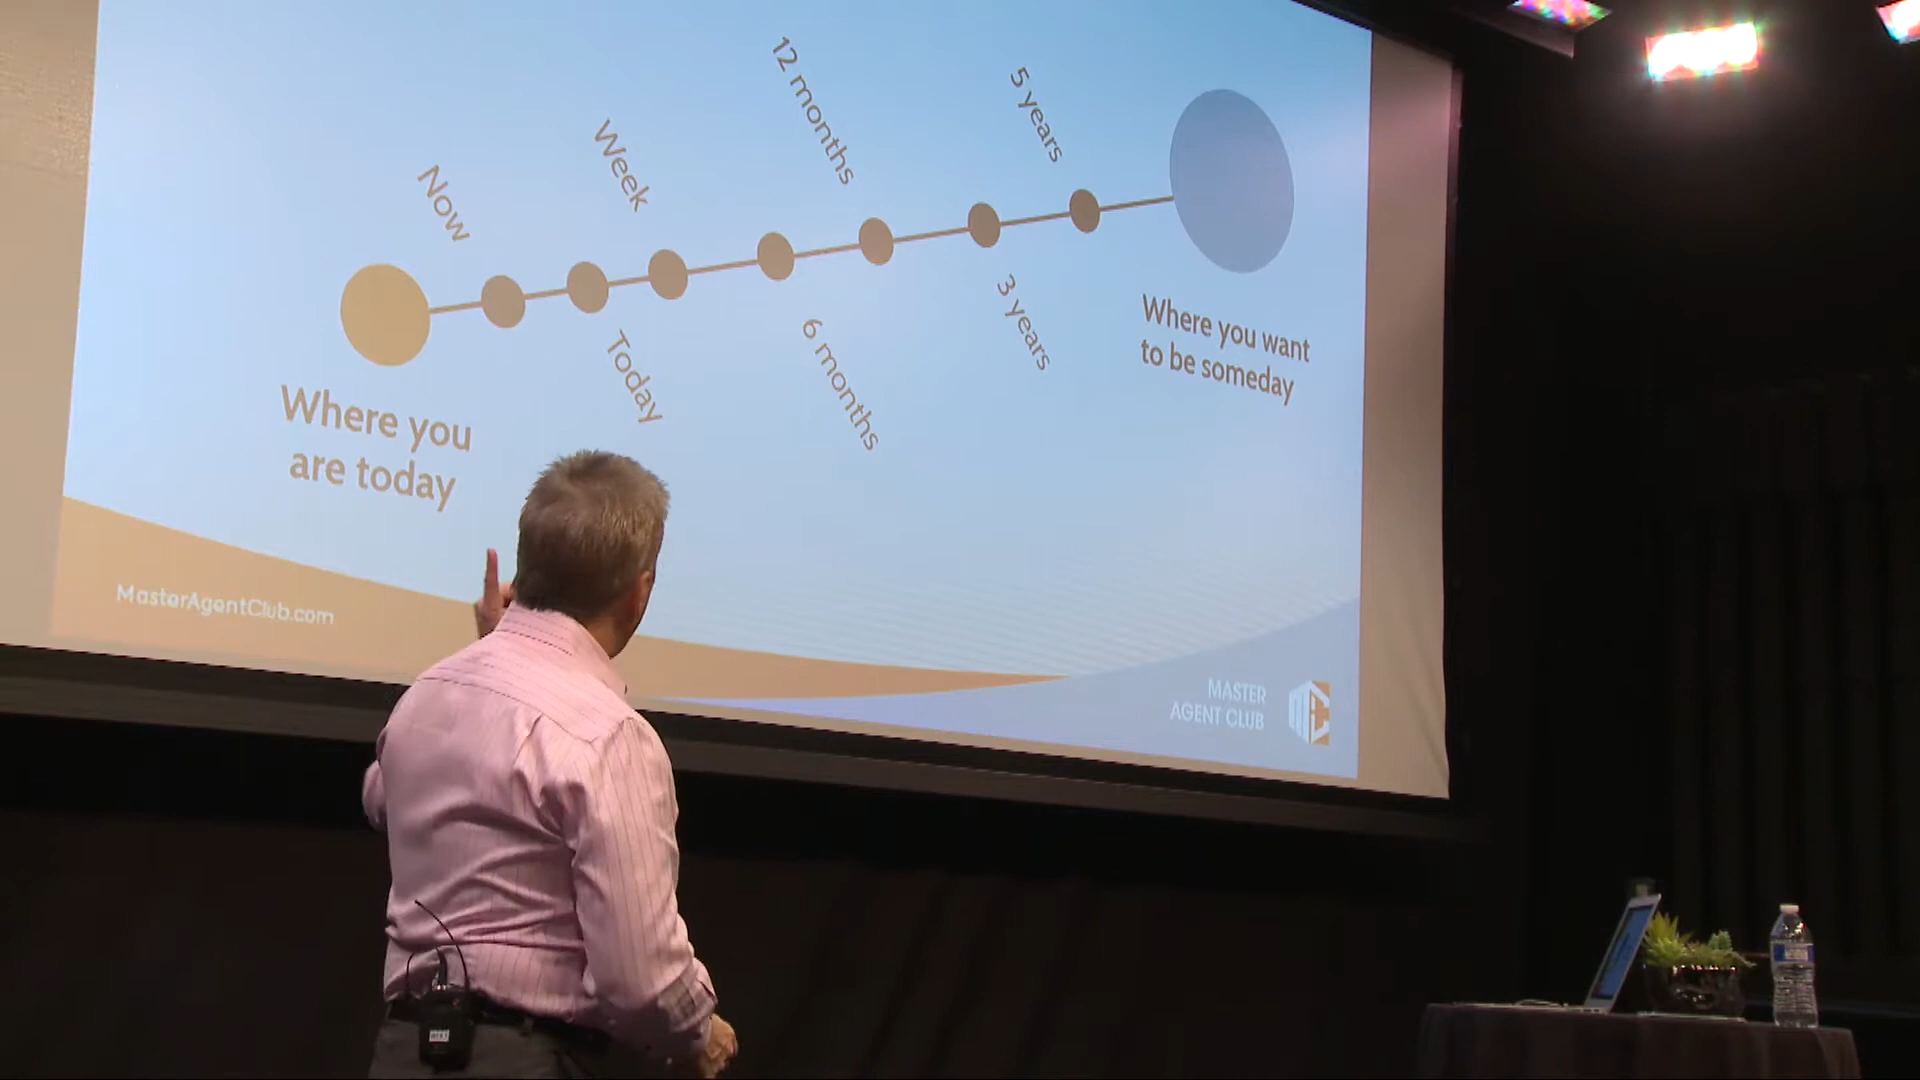 Now
Week
12 months
5 years
Today
6 months
3 years
Where you
are today
Where you want
to be someday
MasterAgentClub.com
MASTER
AGENT CLUB